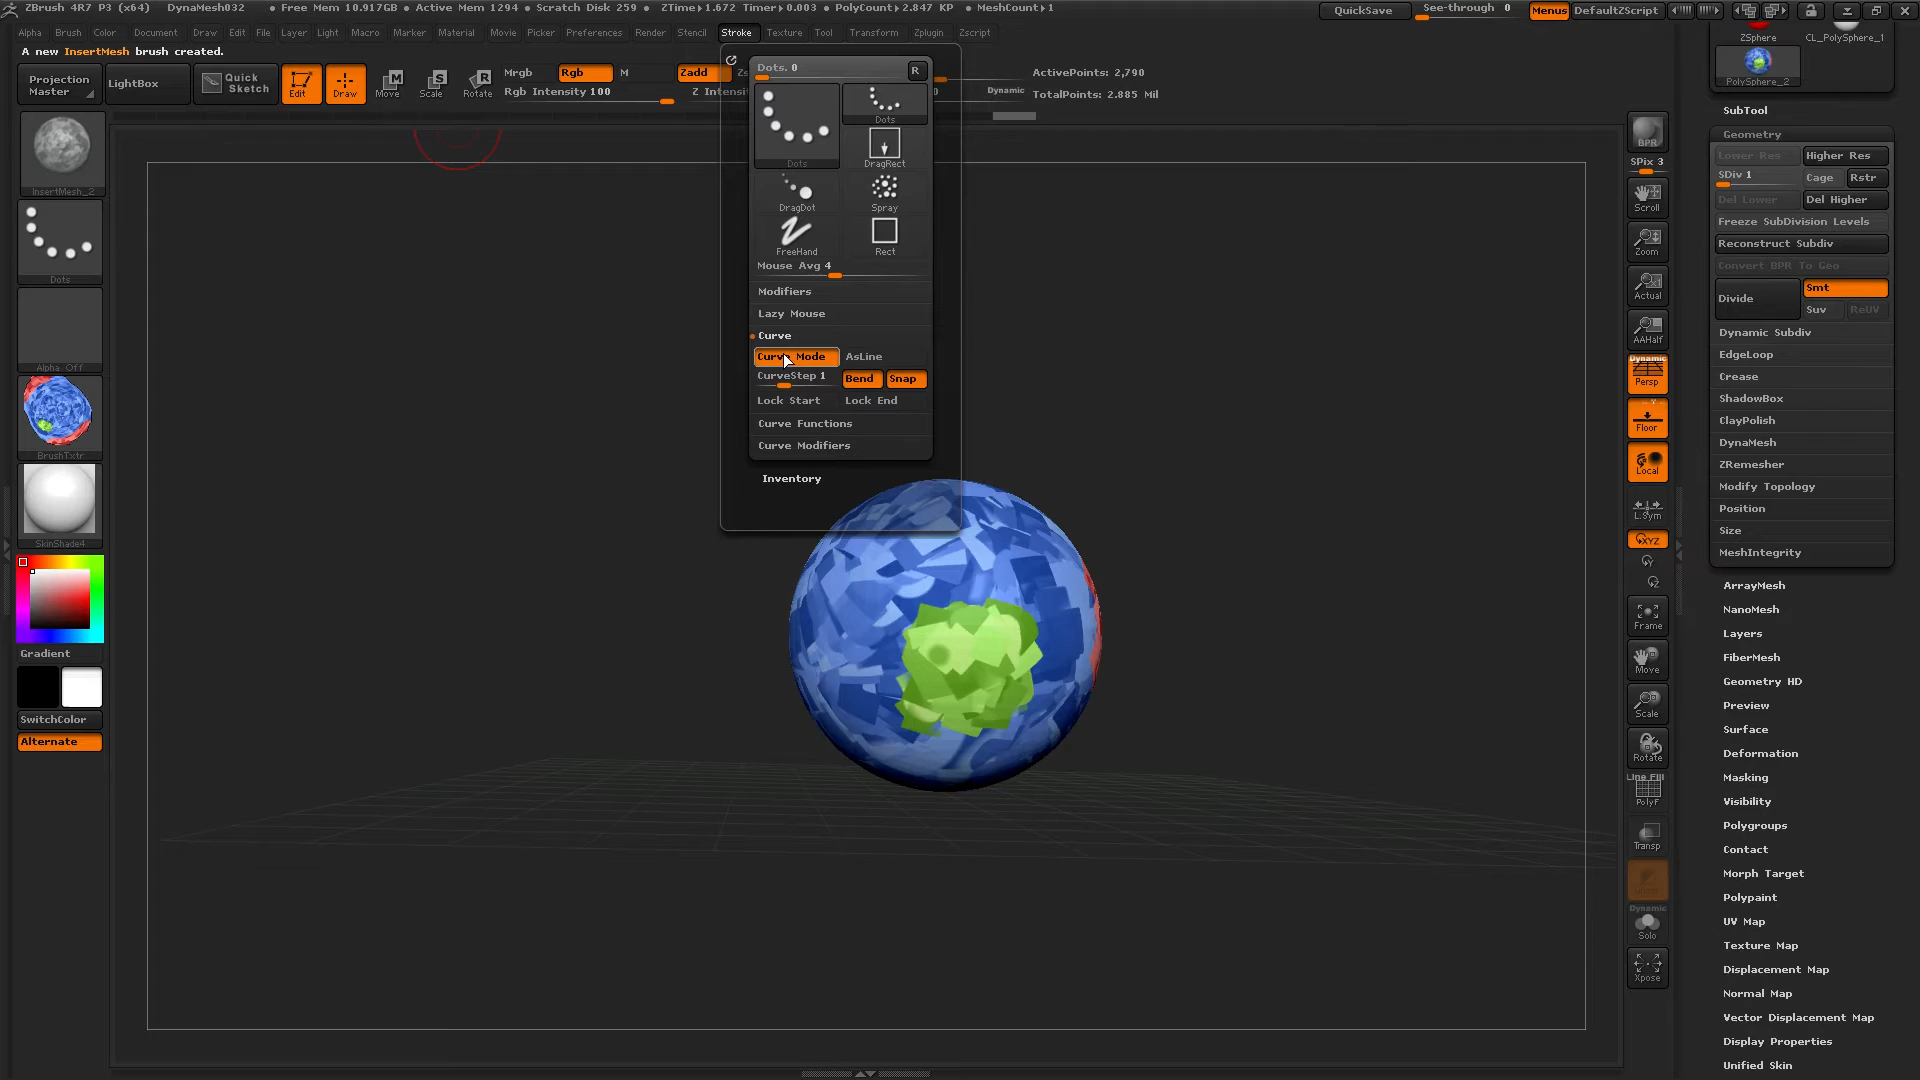 ZBrush 4R7 P3 (x64) DynaMesh032 • Free Mem 10.917GB • Active Mem 1294 • Scratch Disk 259 • ZTime▸1.672 Timer▸0.003 • PolyCount▸2.847 KP • MeshCount▸1
QuickSave
See-through 0
Menus
DefaultZScript
Alpha Brush Color Document Draw Edit File Layer Light Macro Marker Material Movie Picker Preferences Render Stencil Stroke Texture Tool Transform Zplugin Zscript
A new InsertMesh brush created.
Projection Master
LightBox
Quick Sketch
Edit
Draw
Move
Scale
Rotate
Mrgb Rgb M
Rgb Intensity 100
Zadd
Z Intens
Dynamic
ActivePoints: 2,790
TotalPoints: 2.885 Mil
InsertMesh_2
Dots
Alpha Off
BrushTxtr
SkinShade4
Gradient
SwitchColor
Alternate
Dots. 0
R
Dots
Dots
DragRect
DragDot
Spray
FreeHand
Rect
Mouse Avg 4
Modifiers
Lazy Mouse
Curve
Curve Mode
AsLine
CurveStep 1
Bend
Snap
Lock Start
Lock End
Curve Functions
Curve Modifiers
Inventory
BPR
SPix 3
Scroll
Zoom
Actual
AAHalf
Dynamic
Persp
Floor
Local
L.Sym
XYZ
Y
Z
Frame
Move
Scale
Rotate
Line Fill
PolyF
Transp
Dynamic
Solo
Xpose
ZSphere
CL_PolySphere_1
PolySphere_2
SubTool
Geometry
Lower Res
Higher Res
SDiv 1
Cage
Rstr
Del Lower
Del Higher
Freeze SubDivision Levels
Reconstruct Subdiv
Convert BPR To Geo
Divide
Smt
Suv
ReUV
Dynamic Subdiv
EdgeLoop
Crease
ShadowBox
ClayPolish
DynaMesh
ZRemesher
Modify Topology
Position
Size
MeshIntegrity
ArrayMesh
NanoMesh
Layers
FiberMesh
Geometry HD
Preview
Surface
Deformation
Masking
Visibility
Polygroups
Contact
Morph Target
Polypaint
UV Map
Texture Map
Displacement Map
Normal Map
Vector Displacement Map
Display Properties
Unified Skin